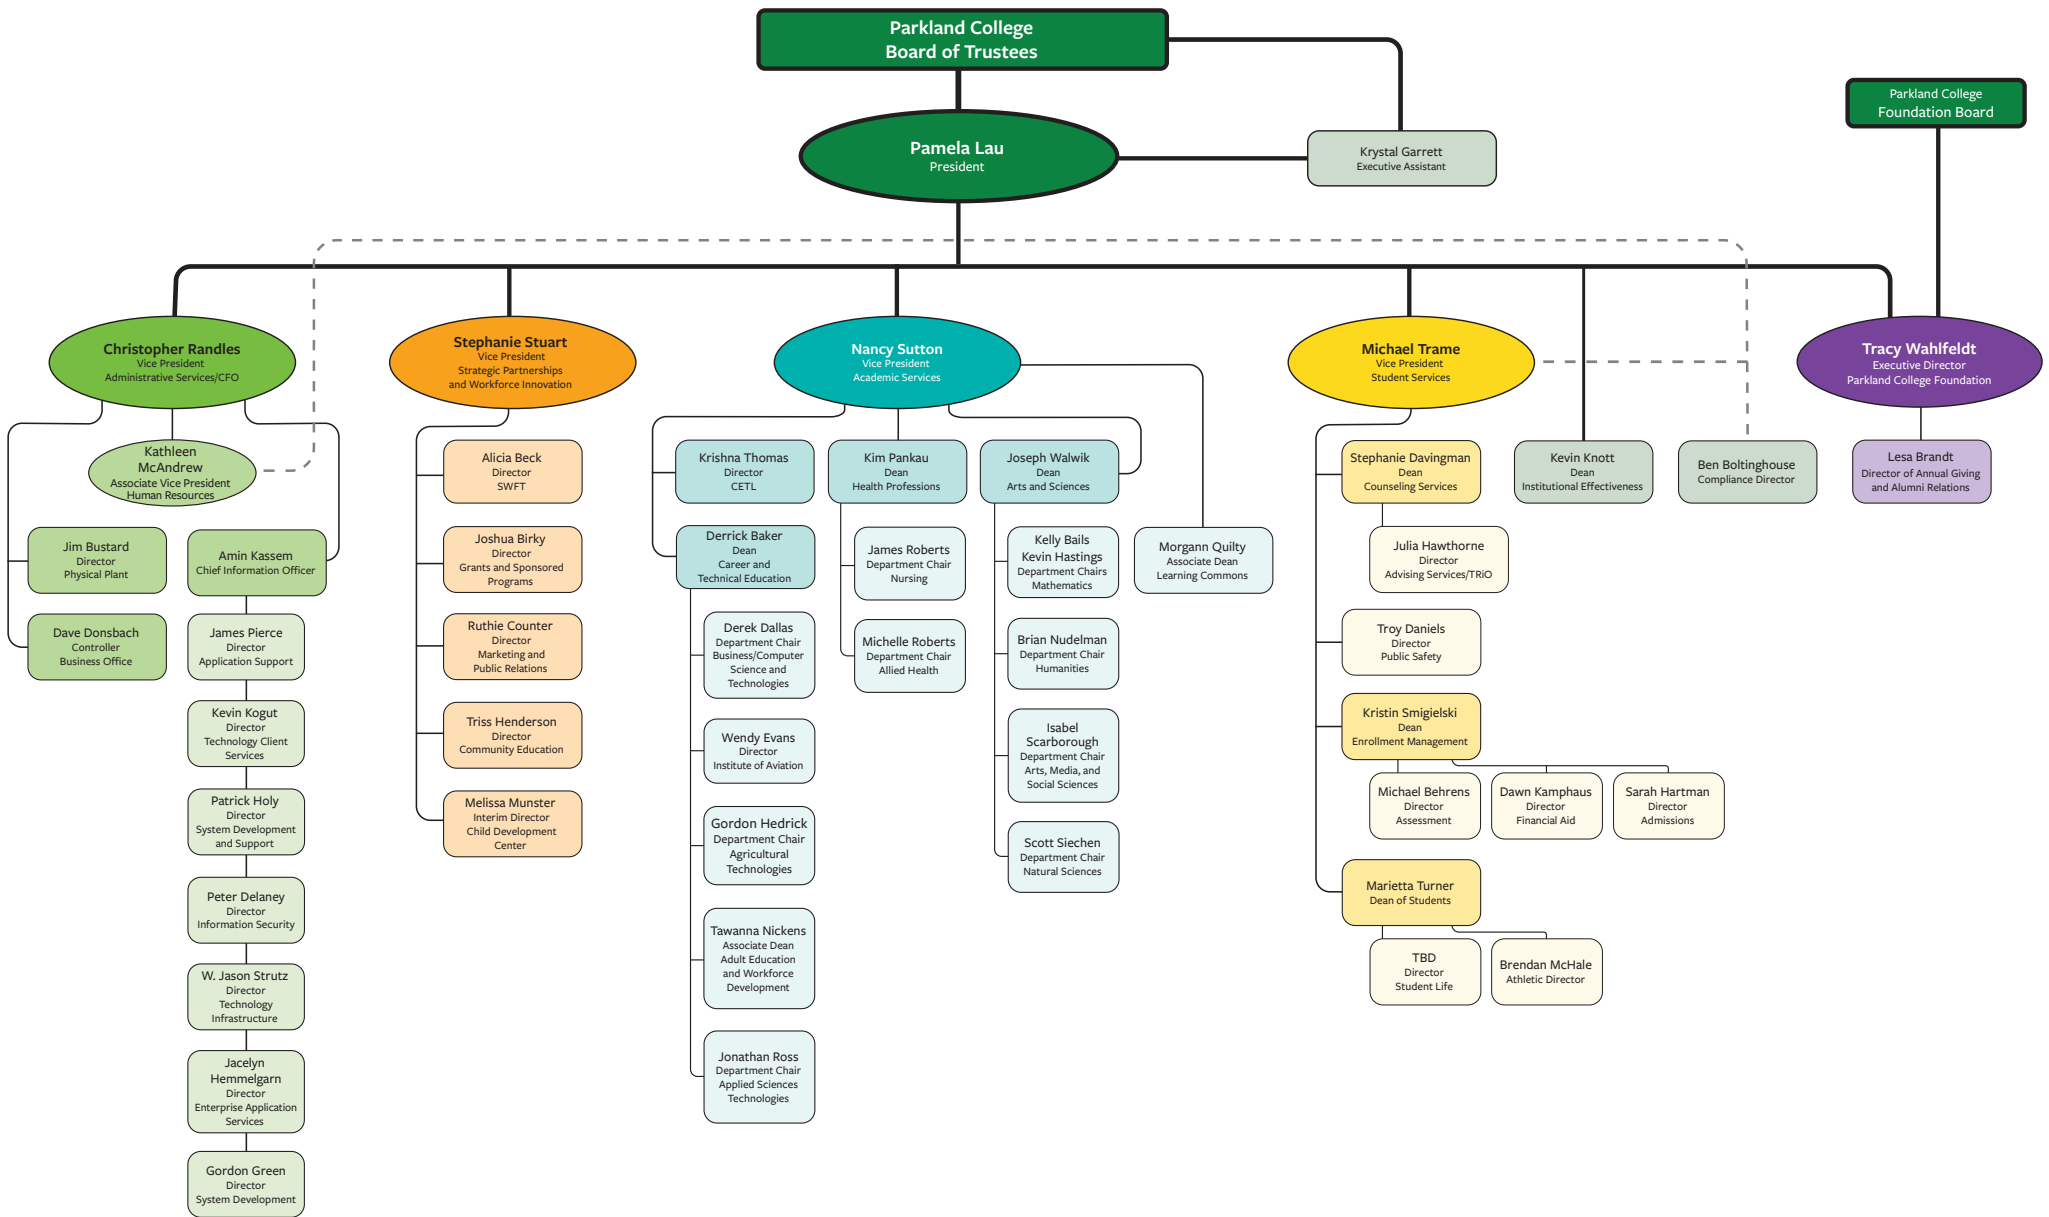 Parkland College
Board of Trustees
Parkland College
Foundation Board
Pamela Lau
President
Krystal Garrett
Executive Assistant
Christopher Randles
Vice President
Administrative Services/CFO
Stephanie Stuart
Vice President
Strategic Partnerships
and Workforce Innovation
Nancy Sutton
Vice President
Academic Services
Michael Trame
Vice President
Student Services
Tracy Wahlfeldt
Executive Director
Parkland College Foundation
Kathleen
McAndrew
Associate Vice President
Human Resources
Jim Bustard
Director
Physical Plant
Dave Donsbach
Controller
Business Office
Amin Kassem
Chief Information Officer
James Pierce
Director
Application Support
Kevin Kogut
Director
Technology Client
Services
Patrick Holy
Director
System Development
and Support
Peter Delaney
Director
Information Security
W. Jason Strutz
Director
Technology
Infrastructure
Jacelyn
Hemmelgarn
Director
Enterprise Application
Services
Gordon Green
Director
System Development
Alicia Beck
Director
SWFT
Joshua Birky
Director
Grants and Sponsored
Programs
Ruthie Counter
Director
Marketing and
Public Relations
Triss Henderson
Director
Community Education
Melissa Munster
Interim Director
Child Development
Center
Krishna Thomas
Director
CETL
Derrick Baker
Dean
Career and
Technical Education
Derek Dallas
Department Chair
Business/Computer
Science and
Technologies
Wendy Evans
Director
Institute of Aviation
Gordon Hedrick
Department Chair
Agricultural
Technologies
Tawanna Nickens
Associate Dean
Adult Education
and Workforce
Development
Jonathan Ross
Department Chair
Applied Sciences
Technologies
Kim Pankau
Dean
Health Professions
James Roberts
Department Chair
Nursing
Michelle Roberts
Department Chair
Allied Health
Joseph Walwik
Dean
Arts and Sciences
Kelly Bails
Kevin Hastings
Department Chairs
Mathematics
Brian Nudelman
Department Chair
Humanities
Isabel
Scarborough
Department Chair
Arts, Media, and
Social Sciences
Scott Siechen
Department Chair
Natural Sciences
Morgann Quilty
Associate Dean
Learning Commons
Stephanie Davingman
Dean
Counseling Services
Julia Hawthorne
Director
Advising Services/TRiO
Troy Daniels
Director
Public Safety
Kristin Smigielski
Dean
Enrollment Management
Michael Behrens
Director
Assessment
Dawn Kamphaus
Director
Financial Aid
Sarah Hartman
Director
Admissions
Marietta Turner
Dean of Students
TBD
Director
Student Life
Brendan McHale
Athletic Director
Kevin Knott
Dean
Institutional Effectiveness
Ben Boltinghouse
Compliance Director
Lesa Brandt
Director of Annual Giving
and Alumni Relations